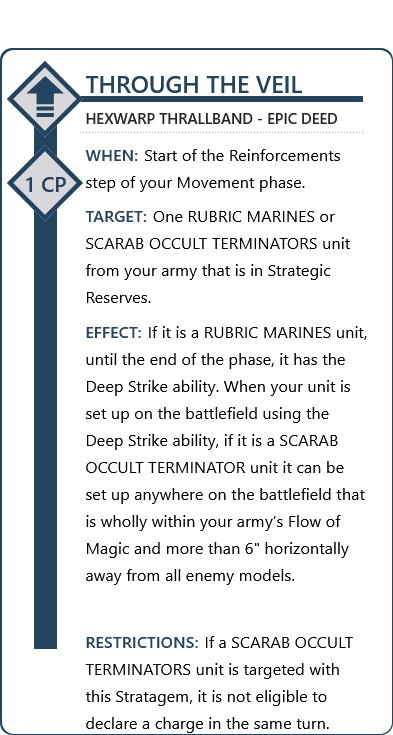 THROUGH THE VEIL
HEXWARP THRALLBAND - EPIC DEED
WHEN: Start of the Reinforcements
1 CP
step of your Movement phase.
TARGET: One RUBRIC MARINES or
SCARAB OCCULT TERMINATORS unit
from your army that is in Strategic
Reserves.
EFFECT: If it is a RUBRIC MARINES unit,
until the end of the phase, it has the
Deep Strike ability. When your unit is
set up on the battlefield using the
Deep Strike ability, if it is a SCARAB
OCCULT TERMINATOR unit it can be
set up anywhere on the battlefield that
is wholly within your army’s Flow of
Magic and more than 6" horizontally
away from all enemy models.
RESTRICTIONS: If a SCARAB OCCULT
TERMINATORS unit is targeted with
this Stratagem, it is not eligible to
declare a charge in the same turn.